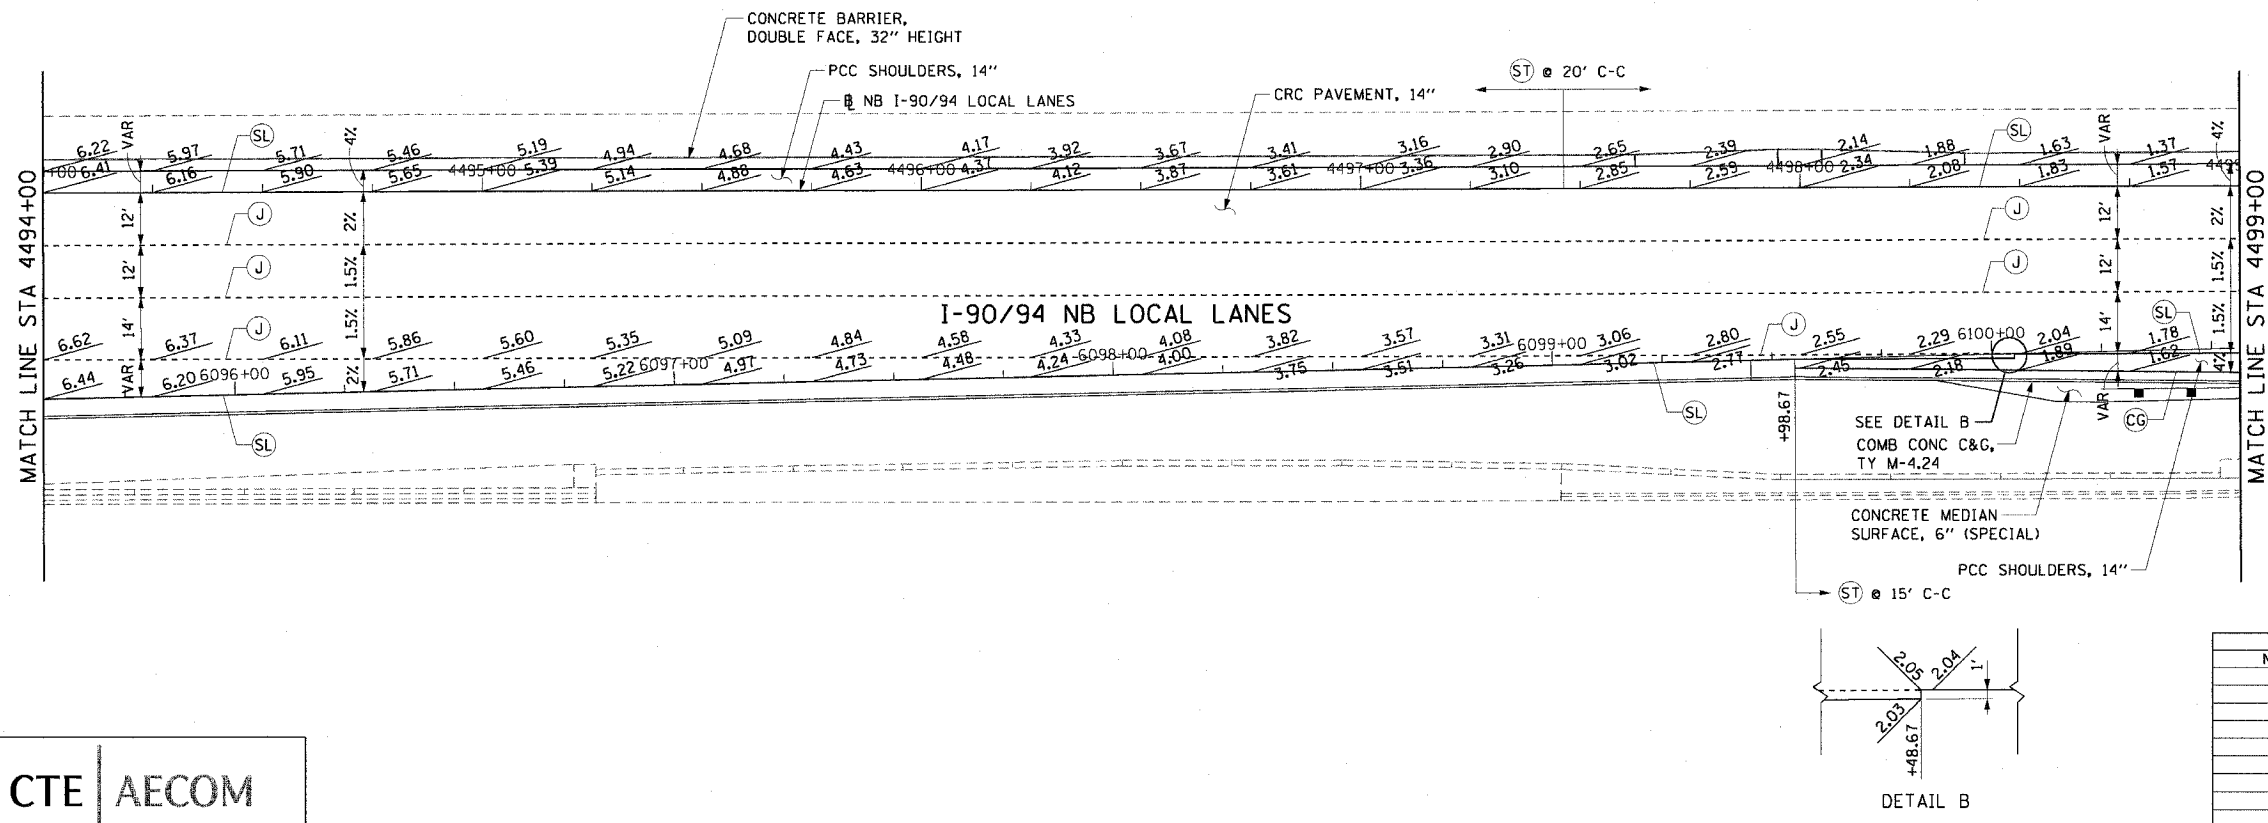 CONCRETE BARRIER,
DOUBLE FACE, 32" HEIGHT
PCC SHOULDERS, 14"
NB I-90/94 LOCAL LANES
CRC PAVEMENT, 14"
ST @ 20' C-C
MATCH LINE STA 4494+00
VAR
SL
4%
SL
VAR
4%
6.22 5.97 5.71 5.46 5.19 4.94 4.68 4.43 4.17 3.92 3.67 3.41 3.16 2.90 2.65 2.39 2.14 1.88 1.63 1.37
+00 6.41 6.16 5.90 5.65 4495+00 5.39 5.14 4.88 4.63 4496+00 4.37 4.12 3.87 3.61 4497+00 3.36 3.10 2.85 2.59 4498+00 2.34 2.08 1.83 1.57 4499
12' J 2% J 12' 2%
12' J 1.5% J 12' 1.5%
I-90/94 NB LOCAL LANES
14' J 1.5% J 14' SL 1.5%
6.62 6.37 6.11 5.86 5.60 5.35 5.09 4.84 4.58 4.33 4.08 3.82 3.57 3.31 6099+00 3.06 2.80 2.55 2.29 6100+00 2.04 1.78
6.44 VAR 6.20 6096+00 5.95 2% 5.71 5.46 5.22 6097+00 4.97 4.73 4.48 4.24 6098+00 4.00 3.75 3.51 3.26 3.02 2.77 2.45 2.18 1.89 1.62 4%
SL
SL
+98.67
VAR
CG
SEE DETAIL B
COMB CONC C&G,
TY M-4.24
CONCRETE MEDIAN
SURFACE, 6" (SPECIAL)
PCC SHOULDERS, 14"
ST @ 15' C-C
MATCH LINE STA 4499+00
2.05 2.04 1'
2.03
+48.67
DETAIL B
CTE AECOM